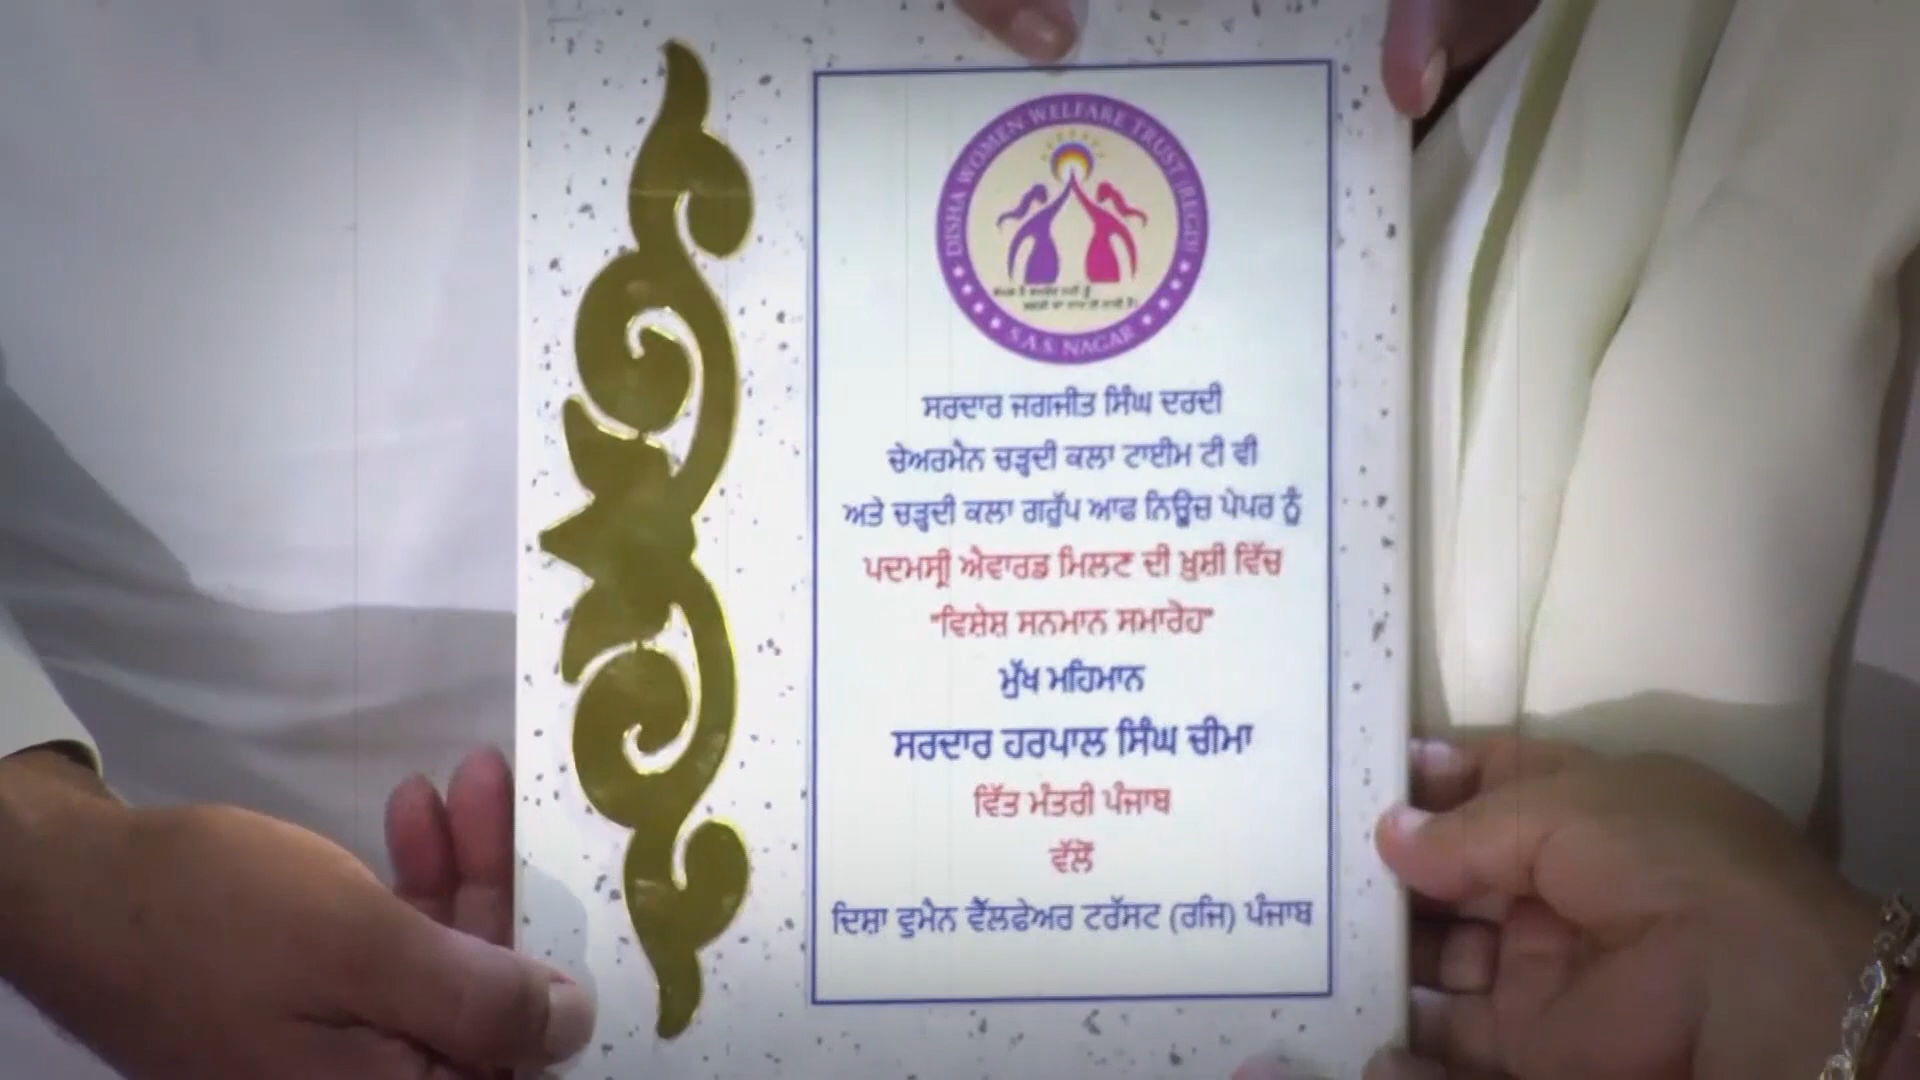 DISHA WOMEN WELFARE TRUST (REGD)
S.A.S. NAGAR
ਸਰਦਾਰ ਜਗਜੀਤ ਸਿੰਘ ਦਰਦੀ
ਚੇਅਰਮੈਨ ਚੜ੍ਹਦੀ ਕਲਾ ਟਾਈਮ ਟੀ ਵੀ
ਅਤੇ ਚੜ੍ਹਦੀ ਕਲਾ ਗਰੁੱਪ ਆਫ ਨਿਊਜ਼ ਪੇਪਰ ਨੂੰ
ਪਦਮਸ੍ਰੀ ਐਵਾਰਡ ਮਿਲਣ ਦੀ ਖ਼ੁਸ਼ੀ ਵਿੱਚ
"ਵਿਸ਼ੇਸ਼ ਸਨਮਾਨ ਸਮਾਰੋਹ"
ਮੁੱਖ ਮਹਿਮਾਨ
ਸਰਦਾਰ ਹਰਪਾਲ ਸਿੰਘ ਚੀਮਾ
ਵਿੱਤ ਮੰਤਰੀ ਪੰਜਾਬ
ਵੱਲੋਂ
ਦਿਸ਼ਾ ਵੂਮੈਨ ਵੈੱਲਫੇਅਰ ਟਰੱਸਟ (ਰਜਿ) ਪੰਜਾਬ